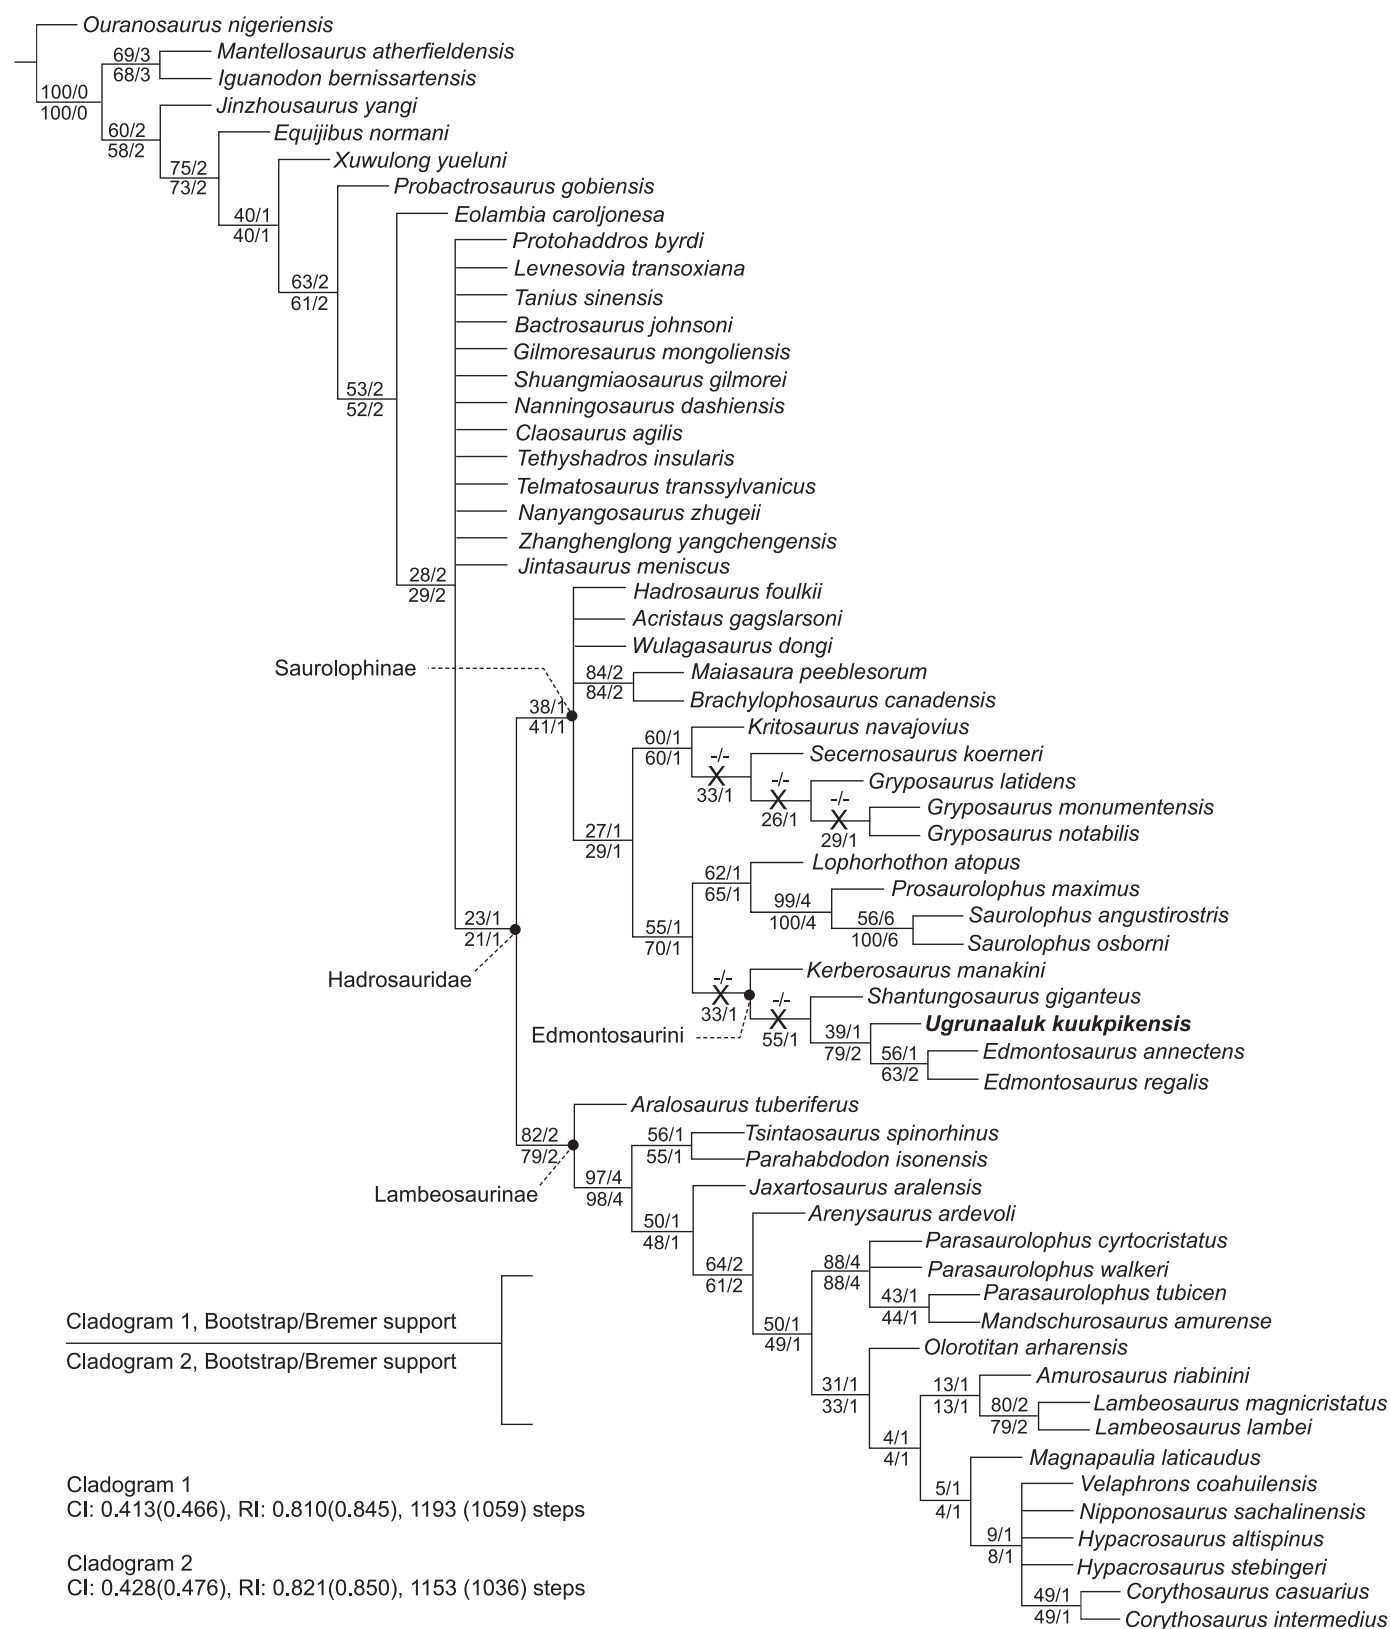 Ouranosaurus nigeriensis
69/3
Mantellosaurus atherfieldensis
68/3
Iguanodon bernissartensis
100/0
100/0
Jinzhousaurus yangi
60/2
58/2
Equijibus normani
75/2
73/2
Xuwulong yueluni
Probactrosaurus gobiensis
40/1
40/1
Eolambia caroljonesa
Protohaddros byrdi
Levnesovia transoxiana
63/2
61/2
Tanius sinensis
Bactrosaurus johnsoni
Gilmoresaurus mongoliensis
Shuangmiaosaurus gilmorei
53/2
52/2
Nanningosaurus dashiensis
Claosaurus agilis
Tethyshadros insularis
Telmatosaurus transsylvanicus
Nanyangosaurus zhugeii
Zhanghenglong yangchengensis
Jintasaurus meniscus
28/2
29/2
Hadrosaurus foulkii
Acristaus gagslarsoni
Wulagasaurus dongi
Saurolophinae
84/2
84/2
Maiasaura peeblesorum
Brachylophosaurus canadensis
38/1
41/1
Kritosaurus navajovius
60/1
60/1
Secernosaurus koerneri
-/-
X
33/1
Gryposaurus latidens
-/-
X
26/1
Gryposaurus monumentensis
-/-
X
29/1
Gryposaurus notabilis
27/1
29/1
Lophorhothon atopus
62/1
65/1
Prosaurolophus maximus
99/4
100/4
Saurolophus angustirostris
56/6
100/6
Saurolophus osborni
23/1
21/1
55/1
70/1
Kerberosaurus manakini
Hadrosauridae
-/-
X
33/1
Shantungosaurus giganteus
-/-
X
55/1
Ugrunaaluk kuukpikensis
Edmontosaurini
39/1
79/2
Edmontosaurus annectens
56/1
63/2
Edmontosaurus regalis
Aralosaurus tuberiferus
82/2
79/2
56/1
55/1
Tsintaosaurus spinorhinus
Parahabdodon isonensis
Lambeosaurinae
97/4
98/4
Jaxartosaurus aralensis
Arenysaurus ardevoli
50/1
48/1
Parasaurolophus cyrtocristatus
64/2
61/2
88/4
88/4
Parasaurolophus walkeri
Parasaurolophus tubicen
43/1
44/1
Mandschurosaurus amurense
Cladogram 1, Bootstrap/Bremer support
Cladogram 2, Bootstrap/Bremer support
50/1
49/1
Olorotitan arharensis
Amurosaurus riabinini
31/1
33/1
13/1
13/1
80/2
79/2
Lambeosaurus magnicristatus
Lambeosaurus lambei
4/1
4/1
Magnapaulia laticaudus
Velaphrons coahuilensis
5/1
4/1
Nipponosaurus sachalinensis
Hypacrosaurus altispinus
9/1
8/1
Hypacrosaurus stebingeri
Corythosaurus casuarius
49/1
49/1
Corythosaurus intermedius
Cladogram 1
CI: 0.413(0.466), RI: 0.810(0.845), 1193 (1059) steps
Cladogram 2
CI: 0.428(0.476), RI: 0.821(0.850), 1153 (1036) steps